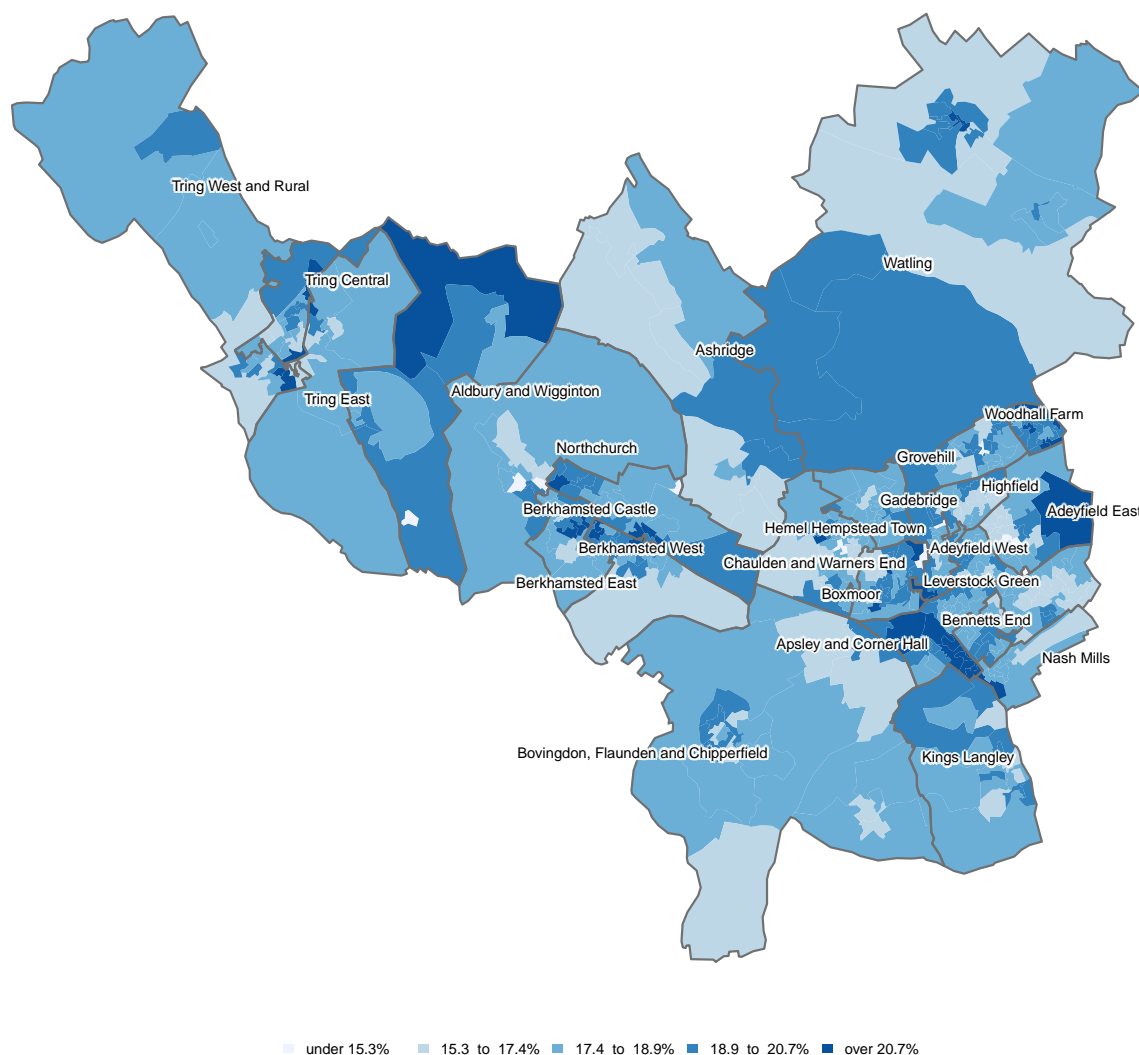 Tring West and Rural
Watling
Tring Central
Ashridge
Aldbury and Wigginton
Tring East
Woodhall Farm
Northchurch
Grovehill
Highfield
Gadebridge
Berkhamsted Castle
Adeyfield East
Hemel Hempstead Town
Berkhamsted West
Adeyfield West
Chaulden and Warners End
Berkhamsted East
Leverstock Green
Boxmoor
Bennetts End
Apsley and Corner Hall
Nash Mills
Bovingdon, Flaunden and Chipperfield
Kings Langley
under 15.3% 15.3 to 17.4% 17.4 to 18.9% 18.9 to 20.7% over 20.7%